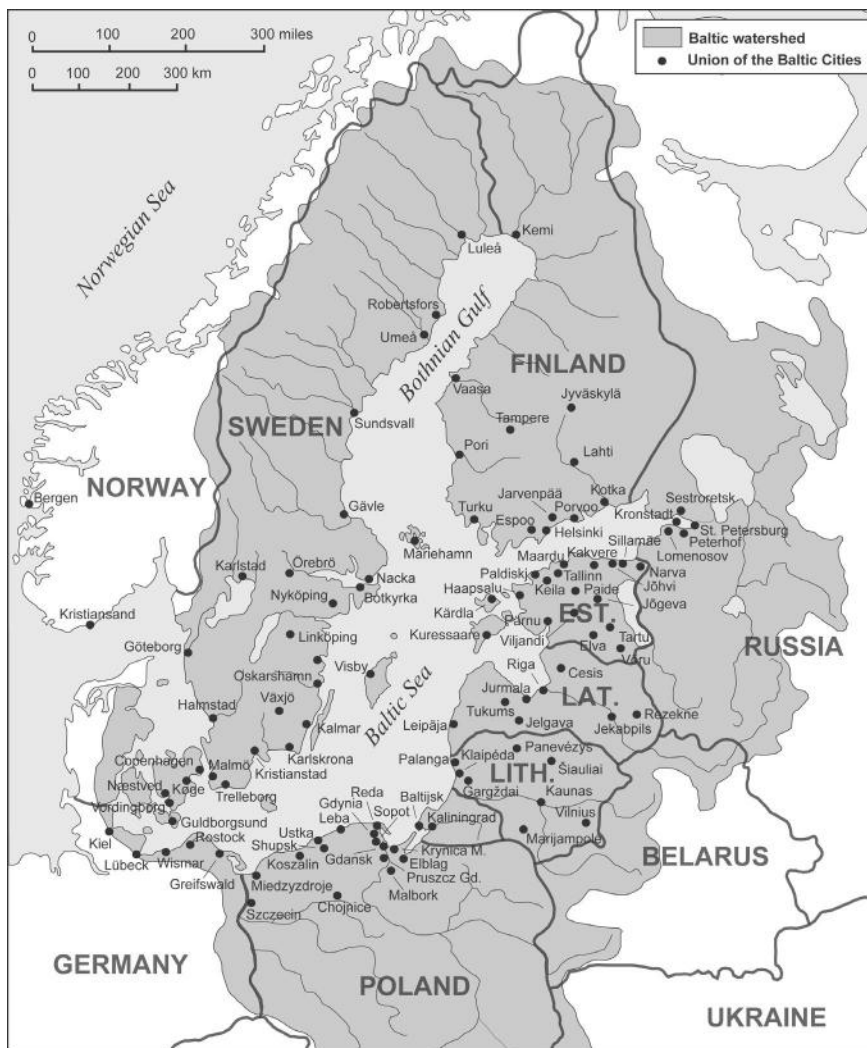 0 100 200 300 miles
0 100 200 300 km
Baltic watershed
Union of the Baltic Cities
Norwegian Sea
Luleå
Kemi
Robertsfors
Umeå
Bothnian Gulf
FINLAND
Vaasa
Jyväskylä
Tampere
Sundsvall
SWEDEN
Pori
Lahti
NORWAY
Bergen
Gävle
Turku
Jarvenpää
Espoo
Porvoo
Helsinki
Kotka
Sestroretsk
Kronstadt
St. Petersburg
Peterhof
Lomenosov
Sillamäe
Mariehamn
Maardu
Kakvere
Narva
Karlstad
Örebrö
Nacka
Botkyrka
Nyköping
Paldiski
Tallinn
Keila
Paide
Jõhvi
Jõgeva
Haapsalu
Kärdla
EST.
Kristiansand
Linköping
Kuressaare
Pärnu
Viljandi
Elva
Tartu
Võru
RUSSIA
Göteborg
Visby
Oskarshamn
Riga
Cesis
LAT.
Halmstad
Växjö
Kalmar
Baltic Sea
Jurmala
Tukums
Jelgava
Leipäja
Rezekne
Jekabpils
Copenhagen
Malmö
Karlskrona
Kristianstad
Palanga
Klaipéda
Panevézys
LITH.
Šiauliai
Næstved
Køge
Trelleborg
Gargždai
Kaunas
Vordingborg
Guldborgsund
Reda
Gdynia
Sopot
Baltijsk
Vilnius
Leba
Kaliningrad
Marijampole
Kiel
Rostock
Ustka
Shupsk
Gdańsk
Krynica M.
BELARUS
Lübeck
Wismar
Koszalin
Elblag
Greifswald
Miedzyzdroje
Pruszcz Gd.
Malbork
Szczecin
Chojnice
GERMANY
POLAND
UKRAINE